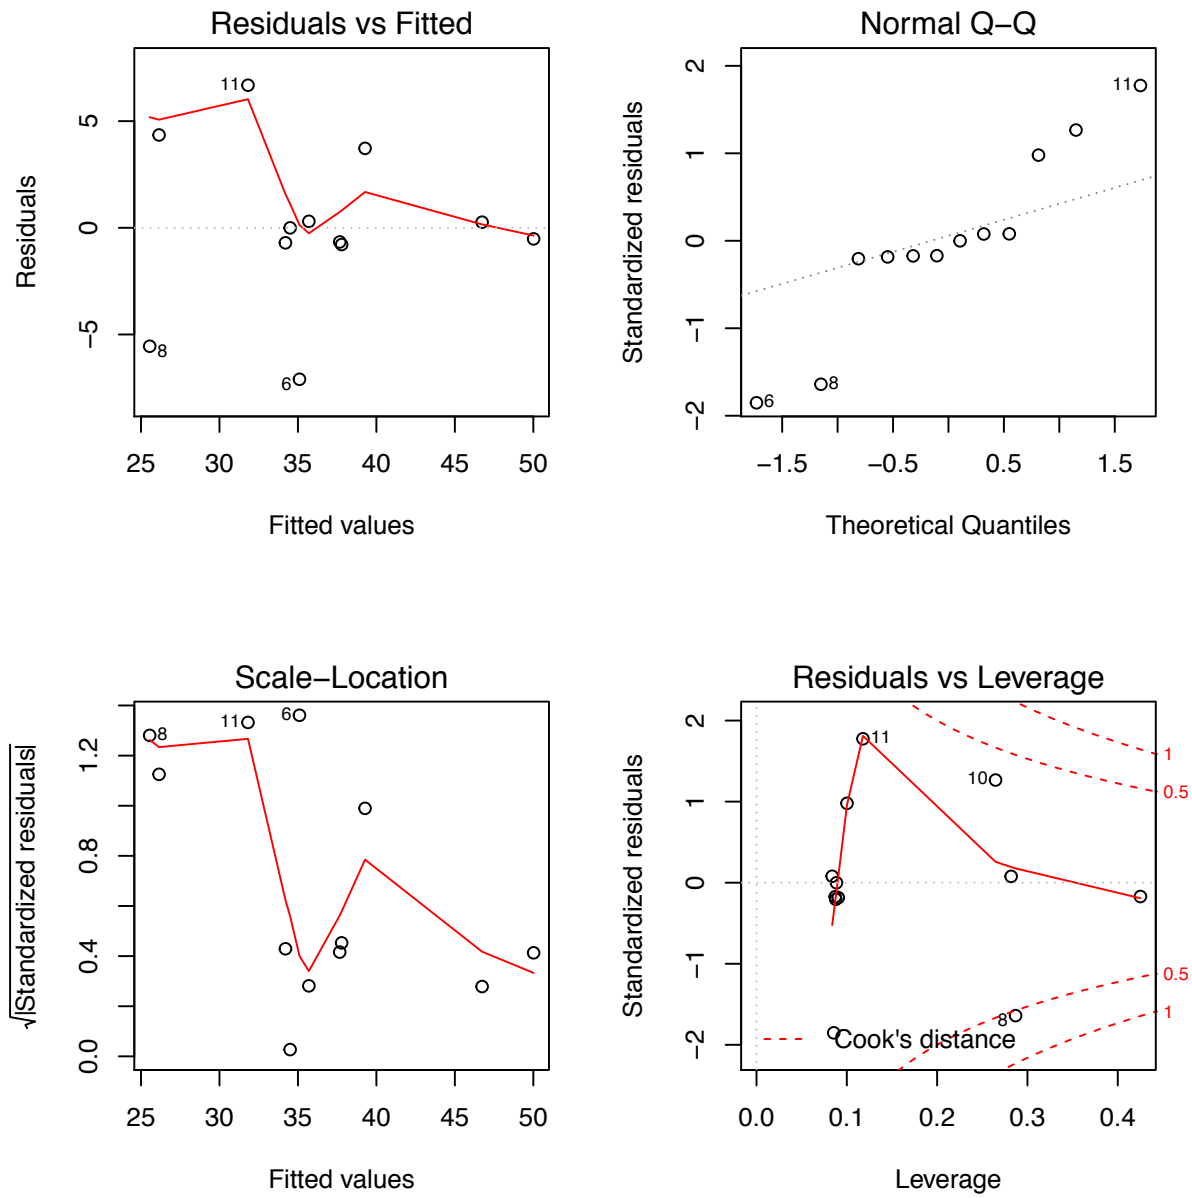 Residuals vs Fitted
Residuals
5
0
−5
11
8
6
25 30 35 40 45 50
Fitted values
Normal Q−Q
Standardized residuals
2
1
0
−1
−2
11
8
6
−1.5 −0.5 0.5 1.5
Theoretical Quantiles
Scale−Location
√|Standardized residuals|
1.2
0.8
0.4
0.0
8
11
6
25 30 35 40 45 50
Fitted values
Residuals vs Leverage
Standardized residuals
2
1
0
−1
−2
11
10
8
1
0.5
0.5
1
Cook's distance
0.0 0.1 0.2 0.3 0.4
Leverage